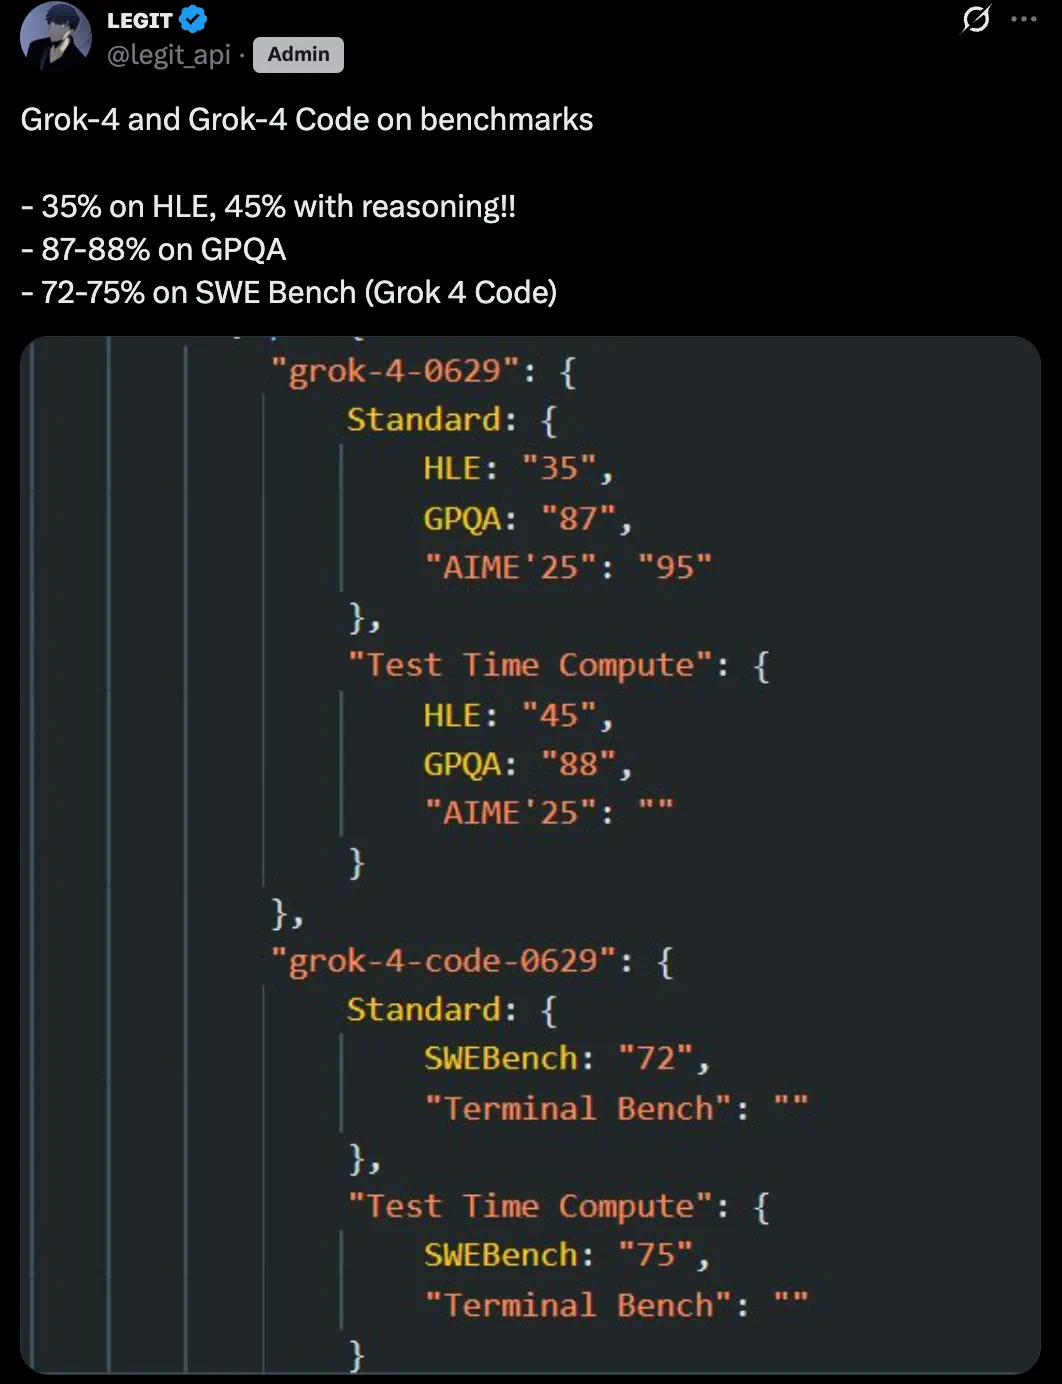 LEGIT
@legit_api · Admin
Grok-4 and Grok-4 Code on benchmarks
- 35% on HLE, 45% with reasoning!!
- 87-88% on GPQA
- 72-75% on SWE Bench (Grok 4 Code)
"grok-4-0629": {
Standard: {
HLE: "35",
GPQA: "87",
"AIME'25": "95"
},
"Test Time Compute": {
HLE: "45",
GPQA: "88",
"AIME'25": ""
}
},
"grok-4-code-0629": {
Standard: {
SWEBench: "72",
"Terminal Bench": ""
},
"Test Time Compute": {
SWEBench: "75",
"Terminal Bench": ""
}